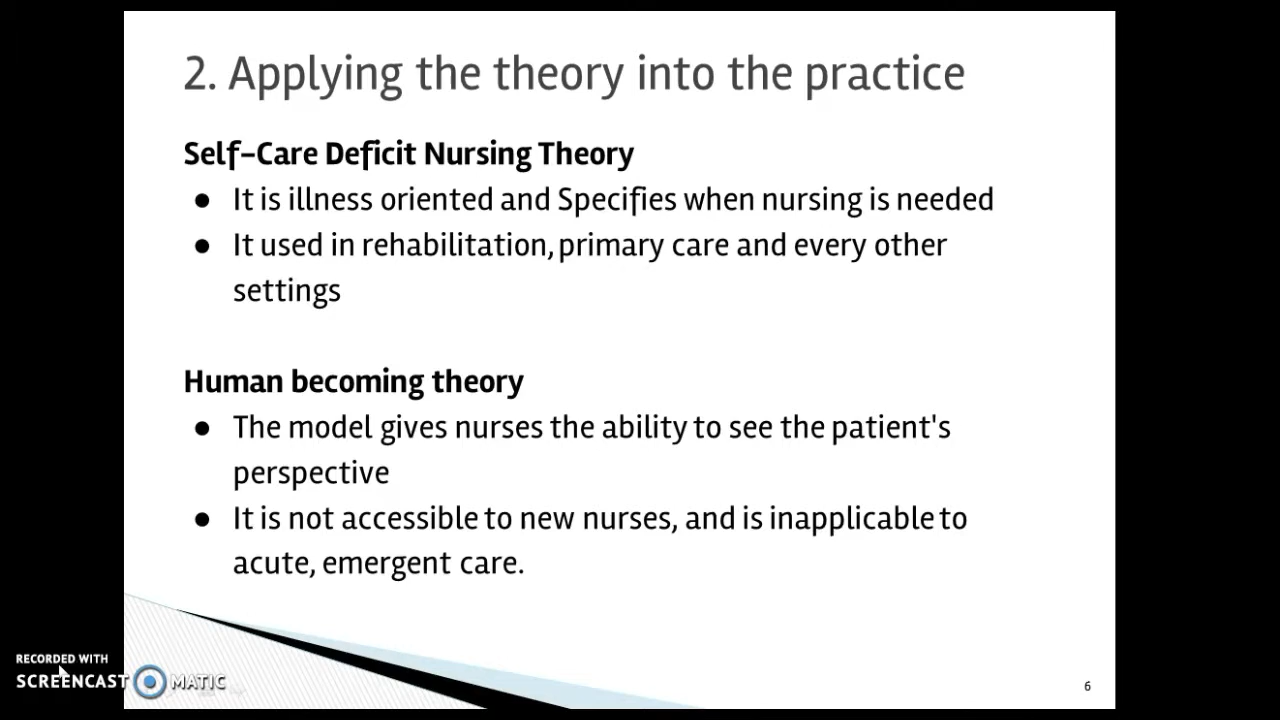 2. Applying the theory into the practice
Self-Care Deficit Nursing Theory
● It is illness oriented and Specifies when nursing is needed
● It used in rehabilitation, primary care and every other
settings
Human becoming theory
● The model gives nurses the ability to see the patient's
perspective
● It is not accessible to new nurses, and is inapplicable to
acute, emergent care.
RECORDED WITH
SCREENCAST MATIC
6